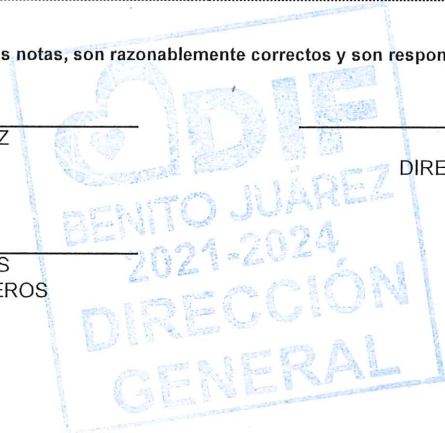 s notas, son razonablemente correctos y son respon
Z
DIRE
S
EROS
DIF
BENITO JUÁREZ
2021-2024
DIRECCIÓN
GENERAL